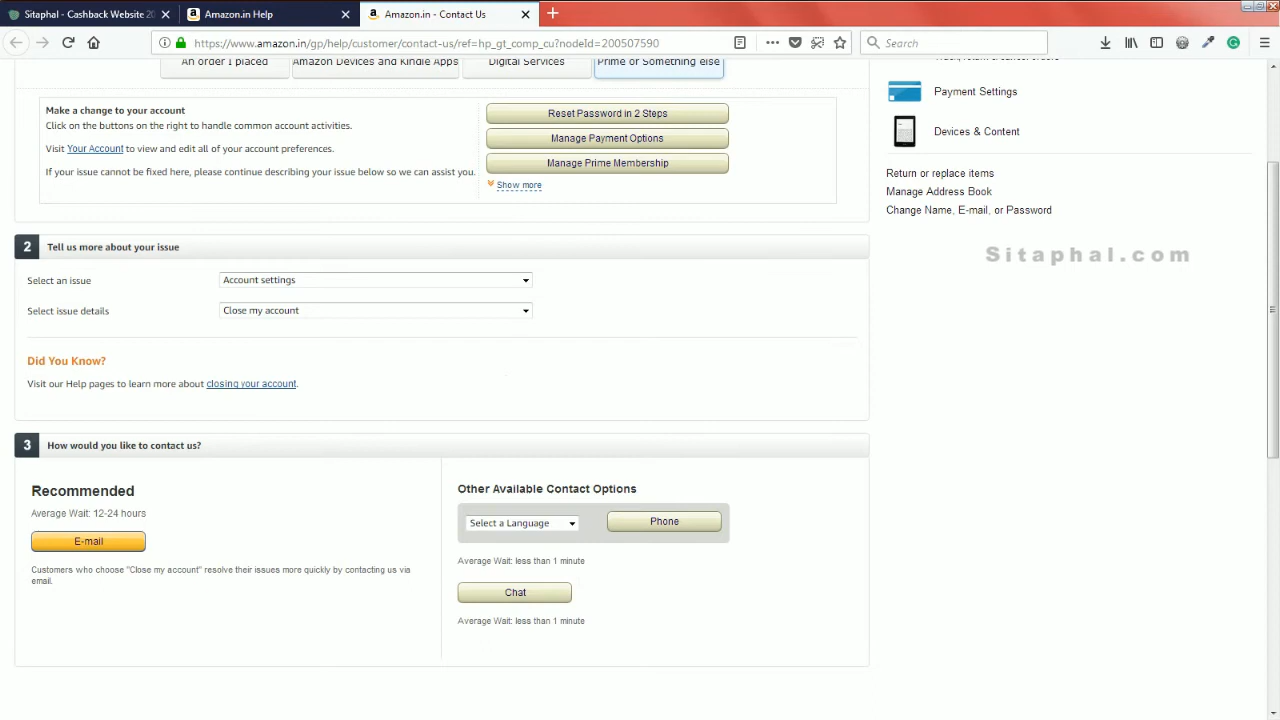 Sitaphal - Cashback Website 20
Amazon.in Help
Amazon.in - Contact Us
https://www.amazon.in/gp/help/customer/contact-us/ref=hp_gt_comp_cu?nodeId=200507590
Search
An order I placed
Amazon Devices and Kindle Apps
Digital Services
Prime or Something else
Make a change to your account
Click on the buttons on the right to handle common account activities.
Visit Your Account to view and edit all of your account preferences.
If your issue cannot be fixed here, please continue describing your issue below so we can assist you.
Reset Password in 2 Steps
Manage Payment Options
Manage Prime Membership
Show more
Payment Settings
Devices & Content
Return or replace items
Manage Address Book
Change Name, E-mail, or Password
Sitaphal.com
2 Tell us more about your issue
Select an issue Account settings
Select issue details Close my account
Did You Know?
Visit our Help pages to learn more about closing your account.
3 How would you like to contact us?
Recommended
Average Wait: 12-24 hours
E-mail
Customers who choose "Close my account" resolve their issues more quickly by contacting us via
email.
Other Available Contact Options
Select a Language Phone
Average Wait: less than 1 minute
Chat
Average Wait: less than 1 minute